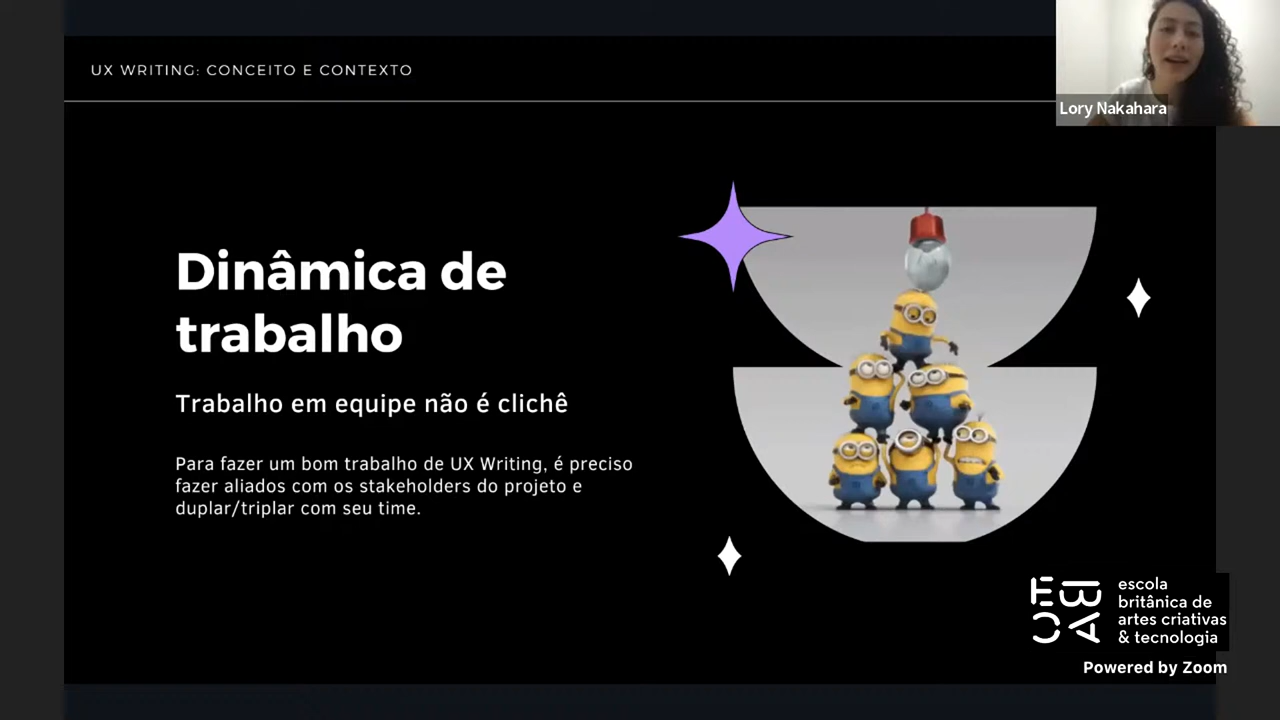 UX WRITING: CONCEITO E CONTEXTO
Lory Nakahara
Dinâmica de
trabalho
Trabalho em equipe não é clichê
Para fazer um bom trabalho de UX Writing, é preciso
fazer aliados com os stakeholders do projeto e
duplar/triplar com seu time.
escola
britânica de
artes criativas
& tecnologia
Powered by Zoom